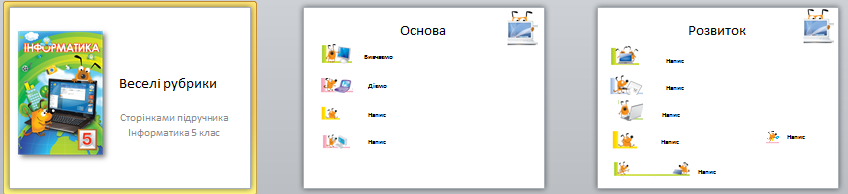 ІНФОРМАТИКА
5
Веселі рубрики
Сторінками підручника
Інформатика 5 клас
Основа
Вивчаємо
Діємо
Напис
Напис
Розвиток
Напис
Напис
Напис
Напис
Напис
Напис